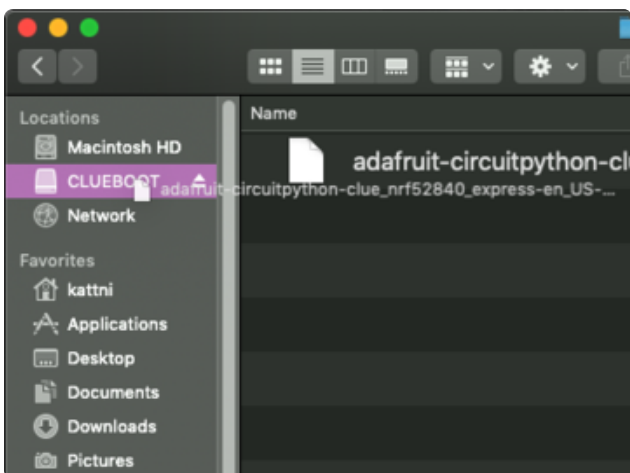 Name
Locations
Macintosh HD
CLUEBOOT
Network
Favorites
kattni
Applications
Desktop
Documents
Downloads
Pictures
adafruit-circuitpython-cl
adafruit-circuitpython-clue_nrf52840_express-en_US-...